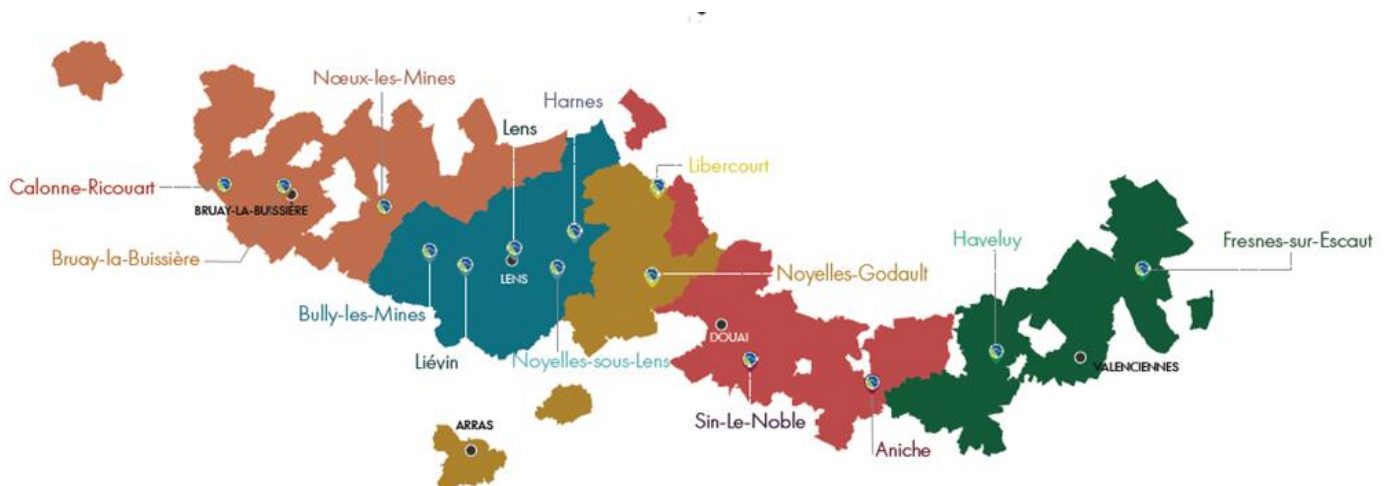 Nœux-les-Mines
Harnes
Lens
Libercourt
Calonne-Ricouart
BRUAY-LA-BUISSIÈRE
Haveluy
Fresnes-sur-Escaut
Bruay-la-Buissière
LENS
Noyelles-Godault
Bully-les-Mines
DOUAI
Liévin
Noyelles-sous-Lens
VALENCIENNES
Sin-Le-Noble
ARRAS
Aniche